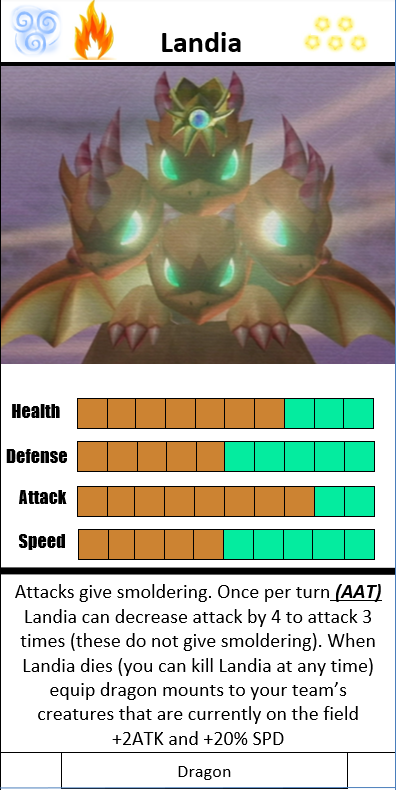 Landia
Health
Defense
Attack
Speed
Attacks give smoldering. Once per turn (AAT)
Landia can decrease attack by 4 to attack 3
times (these do not give smoldering). When
Landia dies (you can kill Landia at any time)
equip dragon mounts to your team’s
creatures that are currently on the field
+2ATK and +20% SPD
Dragon